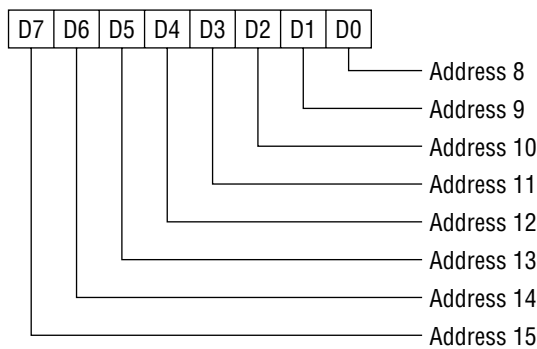 D7 D6 D5 D4 D3 D2 D1 D0
Address 8
Address 9
Address 10
Address 11
Address 12
Address 13
Address 14
Address 15